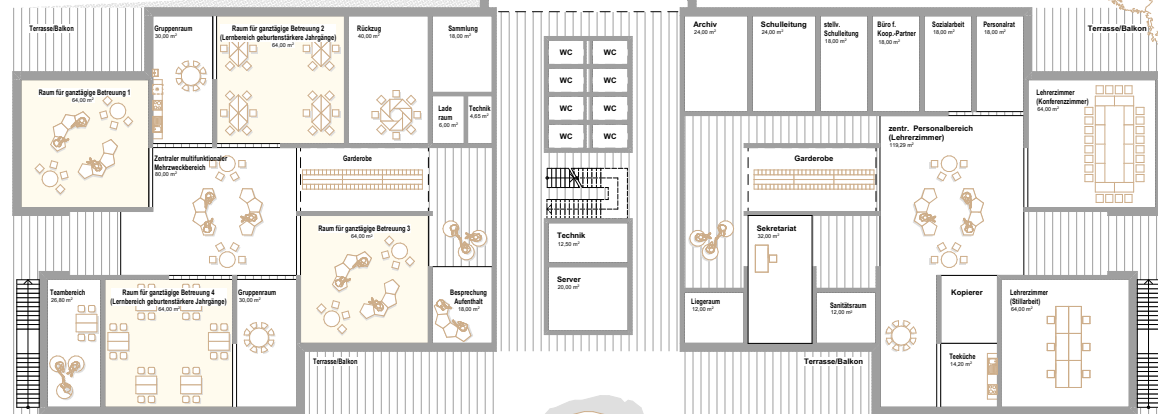 Terrasse/Balkon
Gruppenraum
30,00 m²
Raum für ganztägige Betreuung 2
(Lernbereich geburtenstärkere Jahrgänge)
64,00 m²
Rückzug
40,00 m²
Sammlung
18,00 m²
Raum für ganztägige Betreuung 1
64,00 m²
Lade
raum
6,00 m²
Technik
4,65 m²
Zentraler multifunktionaler
Mehrzweckbereich
80,00 m²
Garderobe
Raum für ganztägige Betreuung 3
64,00 m²
Teambereich
26,80 m²
Raum für ganztägige Betreuung 4
(Lernbereich geburtenstärkere Jahrgänge)
64,00 m²
Gruppenraum
30,00 m²
Besprechung
Aufenthalt
18,00 m²
Terrasse/Balkon
WC
WC
WC
WC
WC
WC
WC
WC
Technik
12,50 m²
Server
20,00 m²
Archiv
24,00 m²
Schulleitung
24,00 m²
stellv.
Schulleitung
18,00 m²
Büro f.
Koop.-Partner
18,00 m²
Sozialarbeit
18,00 m²
Personalrat
18,00 m²
Terrasse/Balkon
Lehrerzimmer
(Konferenzzimmer)
64,00 m²
zentr. Personalbereich
(Lehrerzimmer)
119,29 m²
Garderobe
Sekretariat
32,00 m²
Liegeraum
12,00 m²
Sanitätsraum
12,00 m²
Kopierer
Lehrerzimmer
(Stillarbeit)
64,00 m²
Teeküche
14,20 m²
Terrasse/Balkon